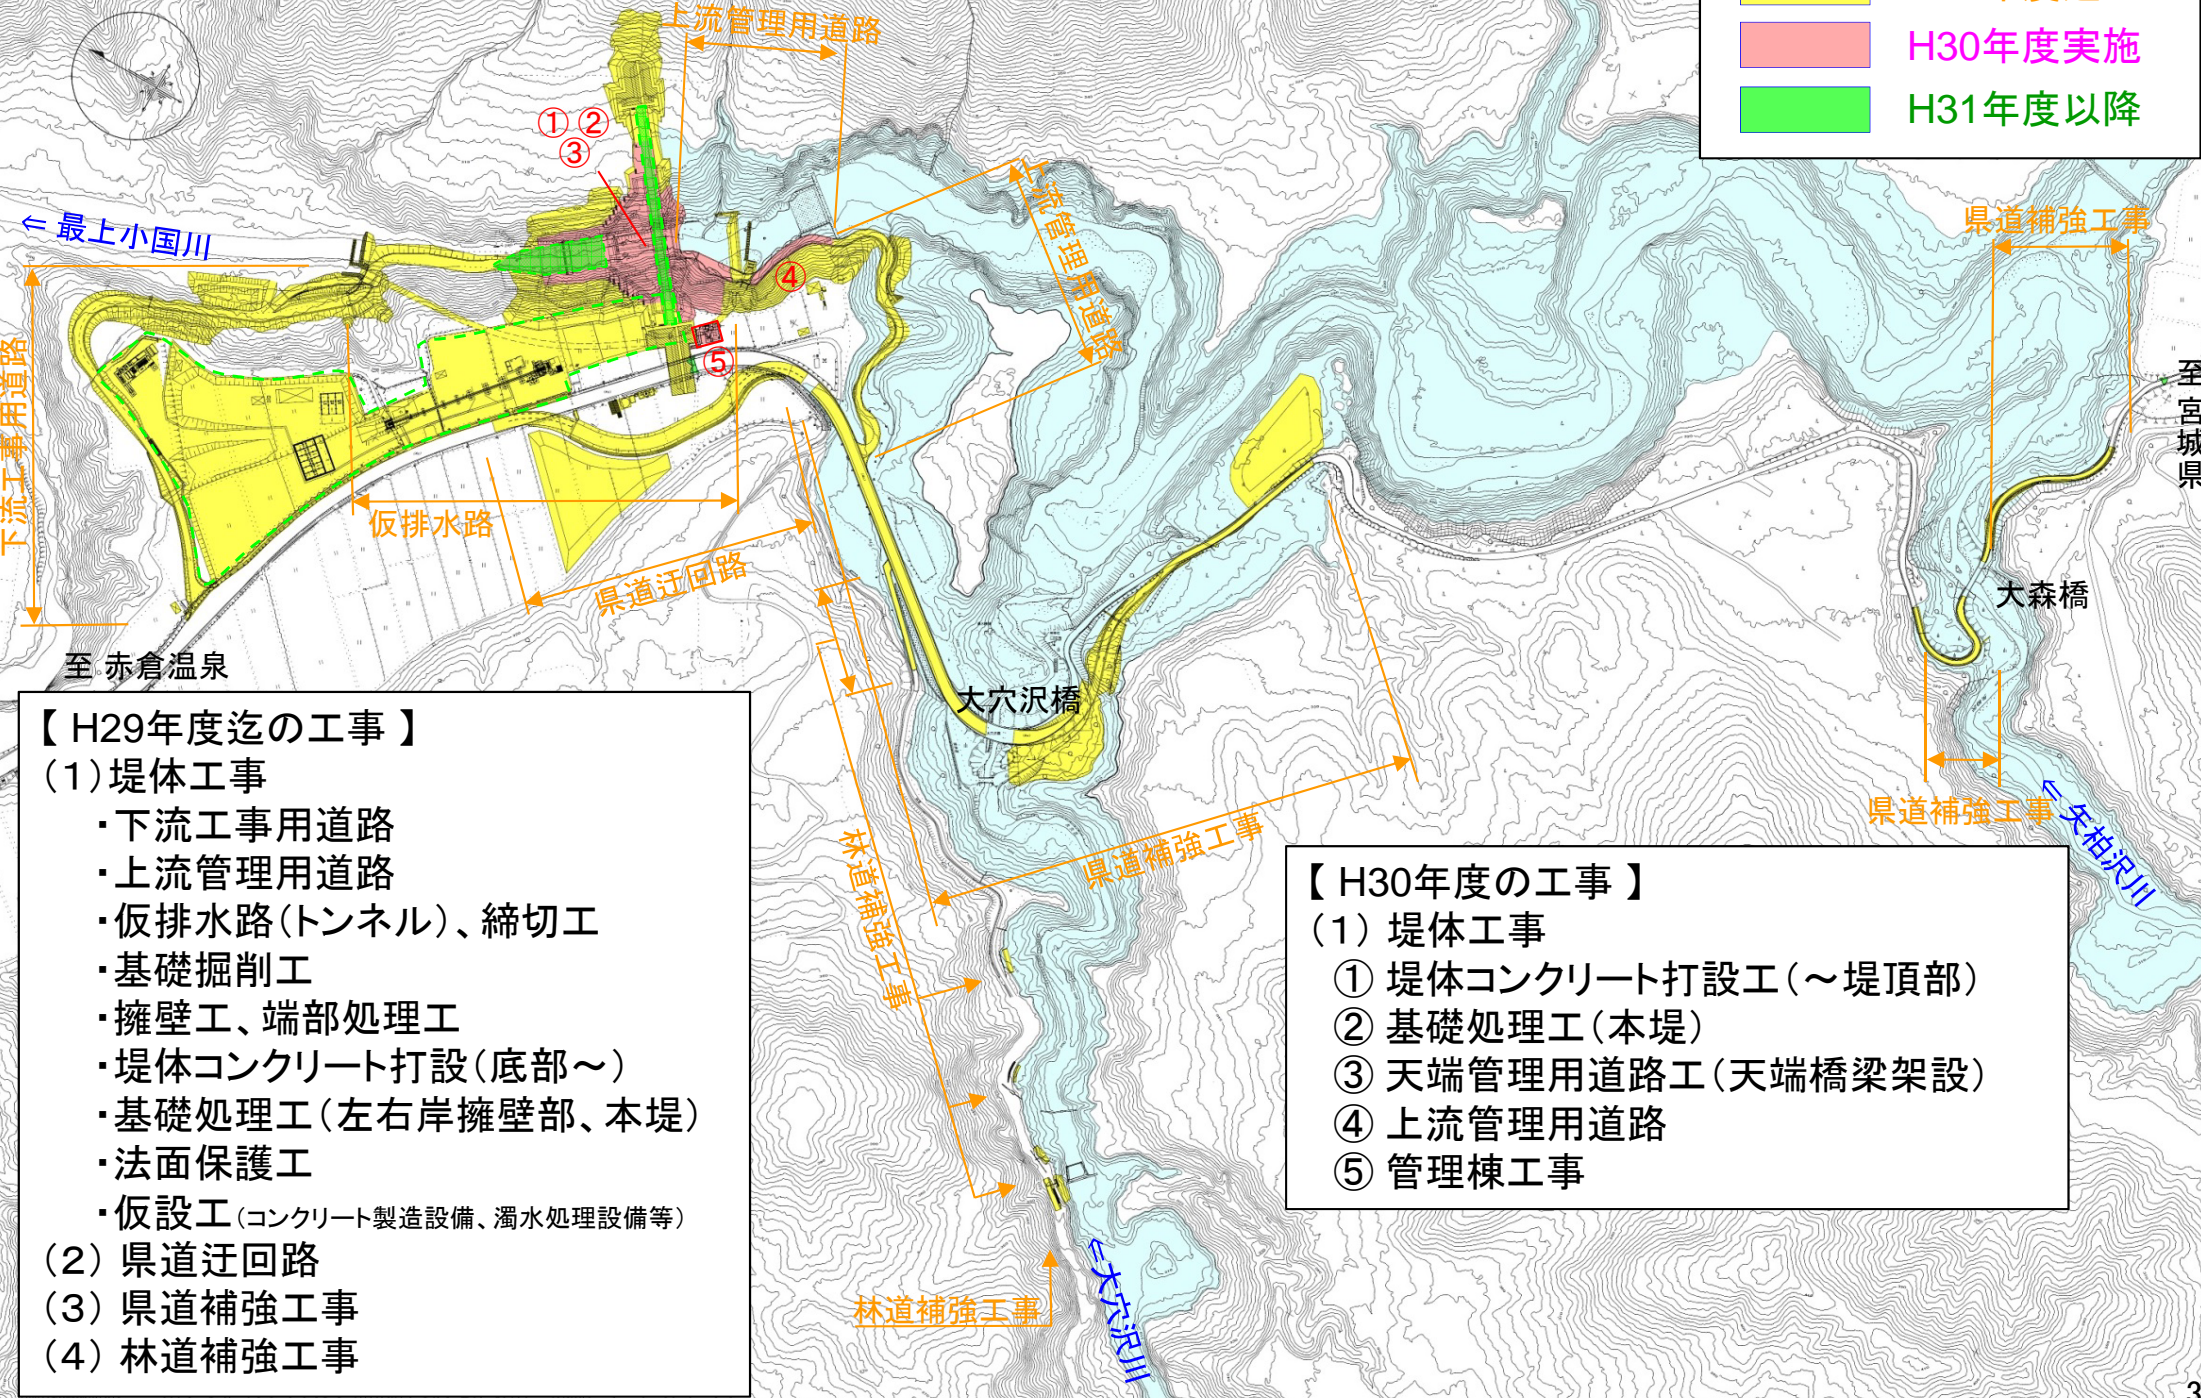 H30年度実施
H31年度以降
上流管理用道路
① ②
③
⇐ 最上小国川
④
⑤
上流管理用道路
県道補強工事
至 宮城県
下流工事用道路
仮排水路
県道迂回路
大森橋
至 赤倉温泉
大穴沢橋
県道補強工事
県道補強工事
⇐ 矢柏沢川
林道補強工事
林道補強工事
⇐大穴沢川
【 H29年度迄の工事 】
（1）堤体工事
・下流工事用道路
・上流管理用道路
・仮排水路（トンネル）、締切工
・基礎掘削工
・擁壁工、端部処理工
・堤体コンクリート打設（底部～）
・基礎処理工（左右岸擁壁部、本堤）
・法面保護工
・仮設工（コンクリート製造設備、濁水処理設備等）
（2） 県道迂回路
（3） 県道補強工事
（4） 林道補強工事
【 H30年度の工事 】
（1） 堤体工事
① 堤体コンクリート打設工（～堤頂部）
② 基礎処理工（本堤）
③ 天端管理用道路工（天端橋梁架設）
④ 上流管理用道路
⑤ 管理棟工事